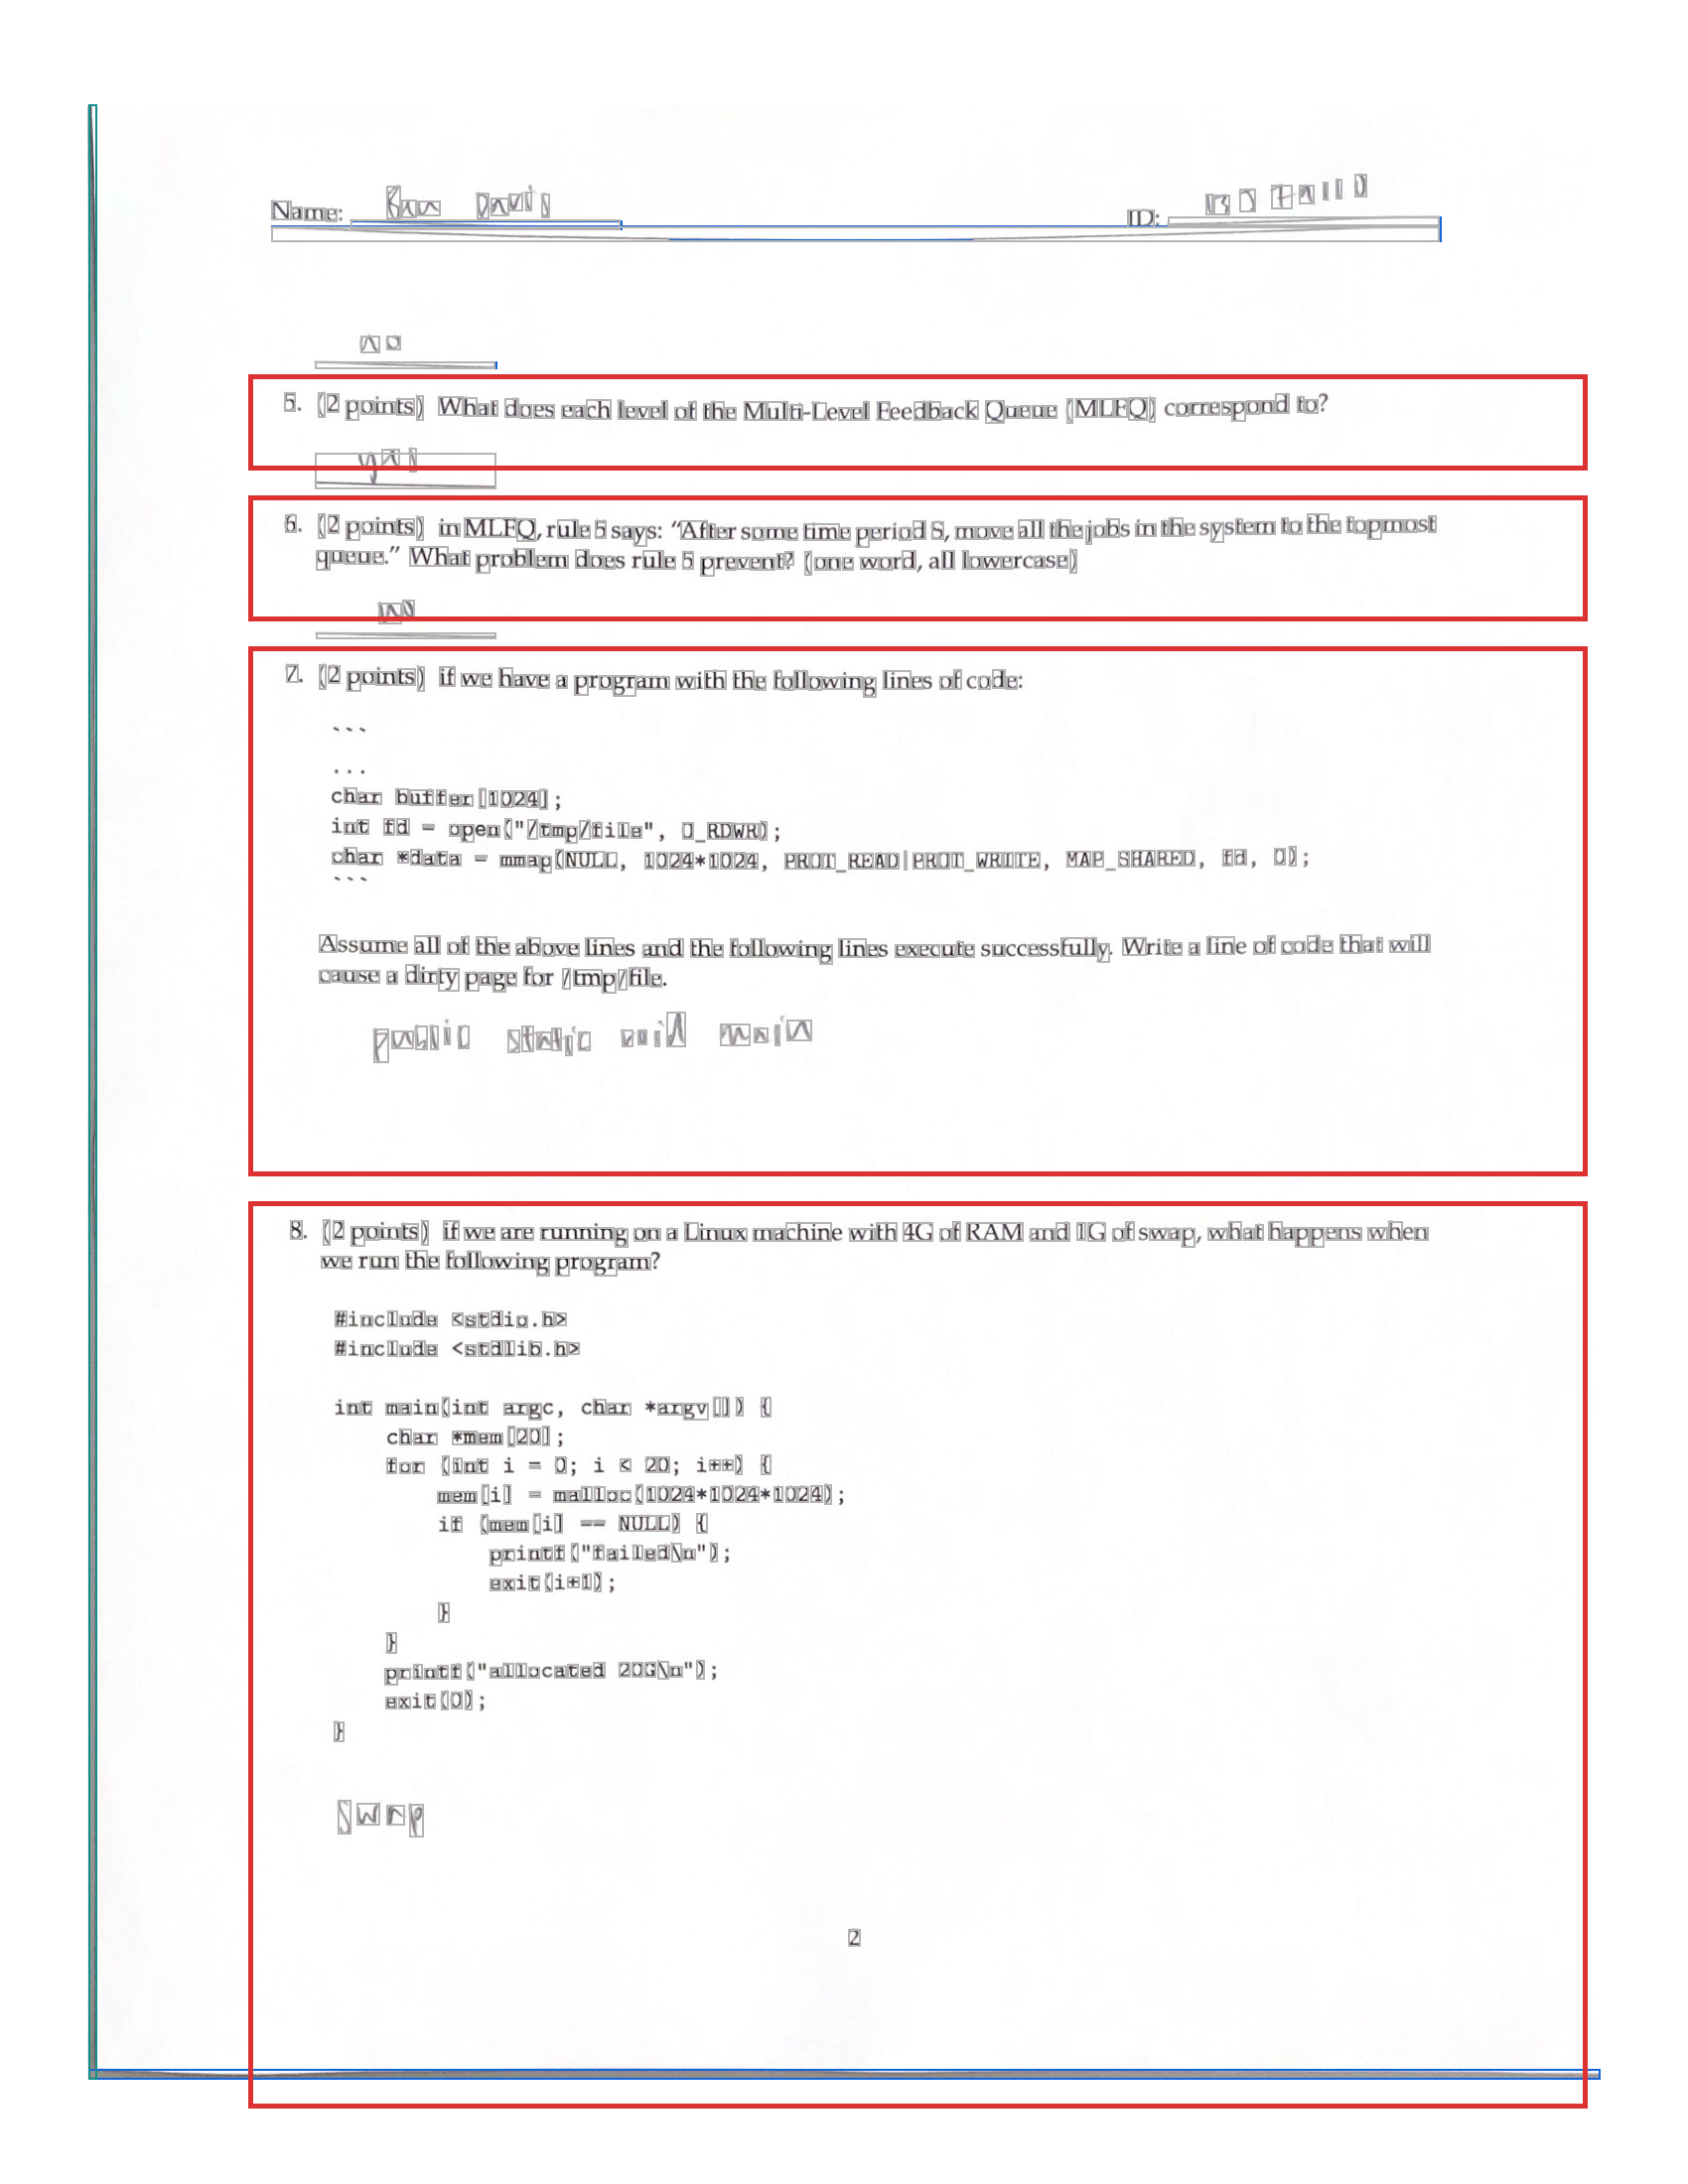 Name: Ban Davis ID:
no
5. (2 points) What does each level of the Multi-Level Feedback Queue (MLFQ) correspond to?
yes
6. (2 points) in MLFQ, rule 5 says: “After some time period S, move all the jobs in the system to the topmost
queue.” What problem does rule 5 prevent? (one word, all lowercase)
no
7. (2 points) if we have a program with the following lines of code:
```
...
char buffer[1024];
int fd = open("/tmp/file", O_RDWR);
char *data = mmap(NULL, 1024*1024, PROT_READ|PROT_WRITE, MAP_SHARED, fd, 0);
```
Assume all of the above lines and the following lines execute successfully. Write a line of code that will
cause a dirty page for /tmp/file.
public static void main
8. (2 points) if we are running on a Linux machine with 4G of RAM and 1G of swap, what happens when
we run the following program?
#include <stdio.h>
#include <stdlib.h>
int main(int argc, char *argv[]) {
char *mem[20];
for (int i = 0; i < 20; i++) {
mem[i] = malloc(1024*1024*1024);
if (mem[i] == NULL) {
printf("failed\n");
exit(i+1);
}
}
printf("allocated 20G\n");
exit(0);
}
swap
2